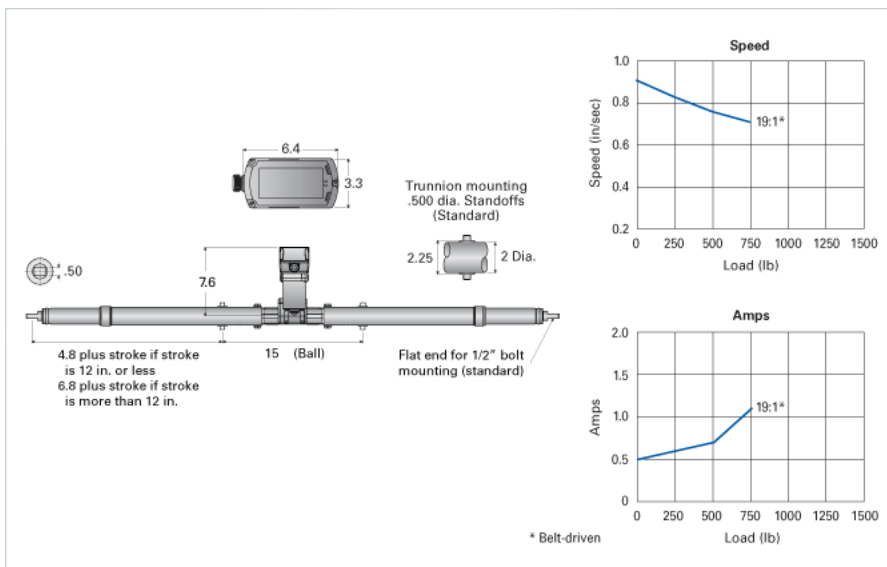 6.4
3.3
Trunnion mounting
.500 dia. Standoffs
(Standard)
2.25
2 Dia.
.50
7.6
4.8 plus stroke if stroke
is 12 in. or less
6.8 plus stroke if stroke
is more than 12 in.
15 (Ball)
Flat end for 1/2" bolt
mounting (standard)
Speed
Speed (in/sec)
1.0
0.8
0.6
0.4
0.2
19:1*
0 250 500 750 1000 1250 1500
Load (lb)
Amps
Amps
2.0
1.5
1.0
0.5
0
19:1*
0 250 500 750 1000 1250 1500
Load (lb)
* Belt-driven